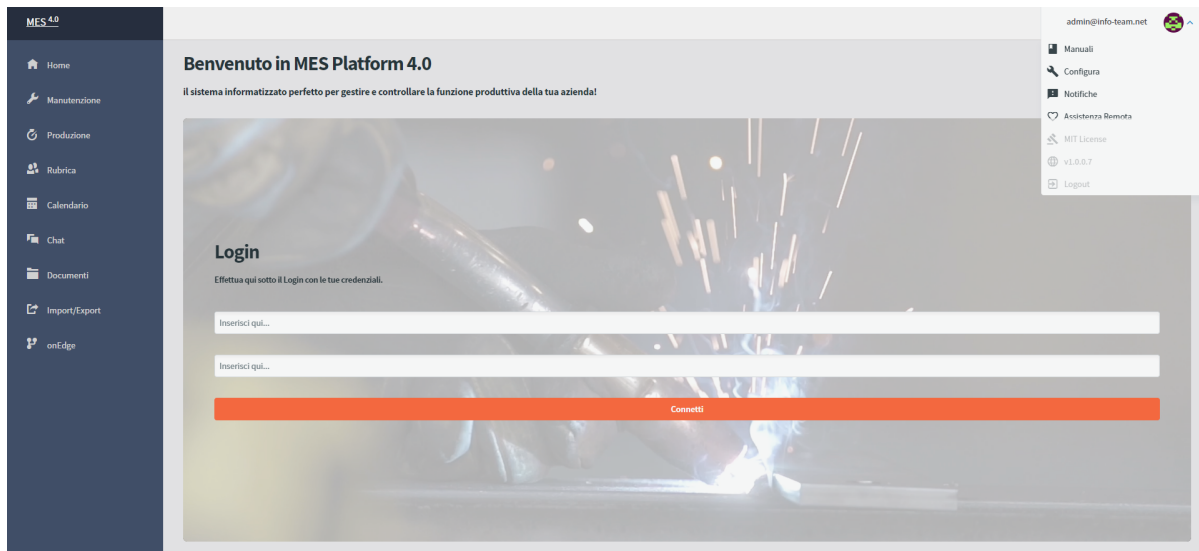 MES 4.0
admin@info-team.net
Manuali
Configura
Notifiche
Assistenza Remota
MIT License
v1.0.0.7
Logout
Home
Manutenzione
Produzione
Rubrica
Calendario
Chat
Documenti
Import/Export
onEdge
Benvenuto in MES Platform 4.0
il sistema informatizzato perfetto per gestire e controllare la funzione produttiva della tua azienda!
Login
Effettua qui sotto il Login con le tue credenziali.
Inserisci qui...
Inserisci qui...
Connetti